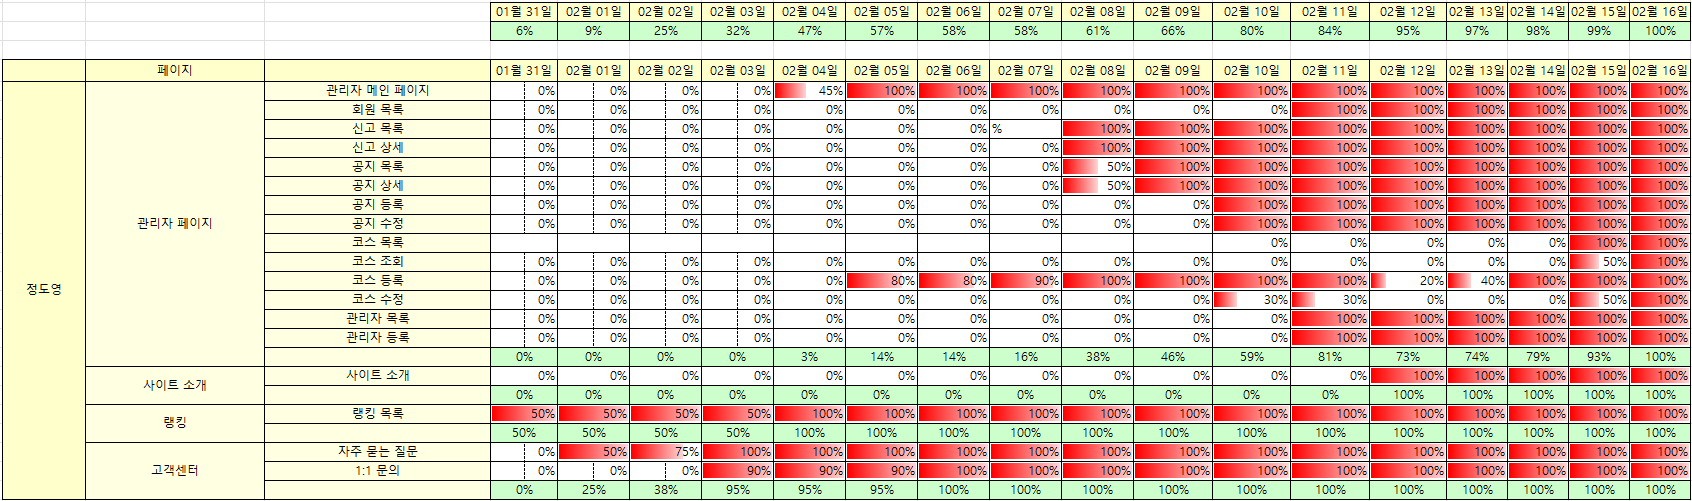 01월 31일 02월 01일 02월 02일 02월 03일 02월 04일 02월 05일 02월 06일 02월 07일 02월 08일 02월 09일 02월 10일 02월 11일 02월 12일 02월 13일 02월 14일 02월 15일 02월 16일
6% 9% 25% 32% 47% 57% 58% 58% 61% 66% 80% 84% 95% 97% 98% 99% 100%
페이지 01월 31일 02월 01일 02월 02일 02월 03일 02월 04일 02월 05일 02월 06일 02월 07일 02월 08일 02월 09일 02월 10일 02월 11일 02월 12일 02월 13일 02월 14일 02월 15일 02월 16일
정도영
관리자 페이지
관리자 메인 페이지 0% 0% 0% 0% 45% 100% 100% 100% 100% 100% 100% 100% 100% 100% 100% 100% 100%
회원 목록 0% 0% 0% 0% 0% 0% 0% 0% 0% 0% 0% 100% 100% 100% 100% 100% 100%
신고 목록 0% 0% 0% 0% 0% 0% 0% % 100% 100% 100% 100% 100% 100% 100% 100% 100%
신고 상세 0% 0% 0% 0% 0% 0% 0% 0% 100% 100% 100% 100% 100% 100% 100% 100% 100%
공지 목록 0% 0% 0% 0% 0% 0% 0% 0% 50% 100% 100% 100% 100% 100% 100% 100% 100%
공지 상세 0% 0% 0% 0% 0% 0% 0% 0% 50% 100% 100% 100% 100% 100% 100% 100% 100%
공지 등록 0% 0% 0% 0% 0% 0% 0% 0% 0% 0% 100% 100% 100% 100% 100% 100% 100%
공지 수정 0% 0% 0% 0% 0% 0% 0% 0% 0% 0% 100% 100% 100% 100% 100% 100% 100%
코스 목록 0% 0% 0% 0% 0% 100% 100%
코스 조회 0% 0% 0% 0% 0% 0% 0% 0% 0% 0% 0% 0% 0% 0% 0% 50% 100%
코스 등록 0% 0% 0% 0% 0% 80% 80% 90% 100% 100% 100% 100% 20% 40% 100% 100% 100%
코스 수정 0% 0% 0% 0% 0% 0% 0% 0% 0% 0% 30% 30% 0% 0% 0% 50% 100%
관리자 목록 0% 0% 0% 0% 0% 0% 0% 0% 0% 0% 0% 100% 100% 100% 100% 100% 100%
관리자 등록 0% 0% 0% 0% 0% 0% 0% 0% 0% 0% 0% 100% 100% 100% 100% 100% 100%
0% 0% 0% 0% 3% 14% 14% 16% 38% 46% 59% 81% 73% 74% 79% 93% 100%
사이트 소개
사이트 소개 0% 0% 0% 0% 0% 0% 0% 0% 0% 0% 0% 0% 100% 100% 100% 100% 100%
0% 0% 0% 0% 0% 0% 0% 0% 0% 0% 0% 0% 100% 100% 100% 100% 100%
랭킹
랭킹 목록 50% 50% 50% 50% 100% 100% 100% 100% 100% 100% 100% 100% 100% 100% 100% 100% 100%
50% 50% 50% 50% 100% 100% 100% 100% 100% 100% 100% 100% 100% 100% 100% 100% 100%
고객센터
자주 묻는 질문 0% 50% 75% 100% 100% 100% 100% 100% 100% 100% 100% 100% 100% 100% 100% 100% 100%
1:1 문의 0% 0% 0% 90% 90% 90% 100% 100% 100% 100% 100% 100% 100% 100% 100% 100% 100%
0% 25% 38% 95% 95% 95% 100% 100% 100% 100% 100% 100% 100% 100% 100% 100% 100%